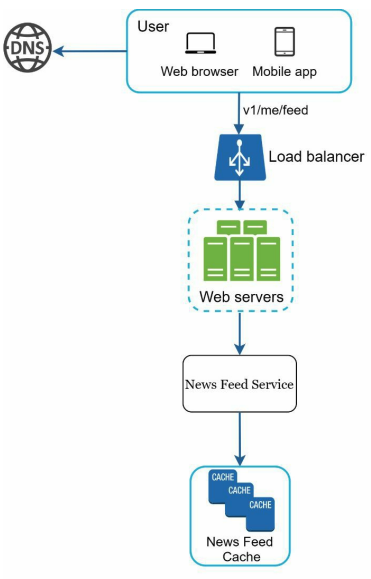 User
DNS
Web browser
Mobile app
v1/me/feed
Load balancer
Web servers
News Feed Service
CACHE
CACHE
CACHE
News Feed
Cache